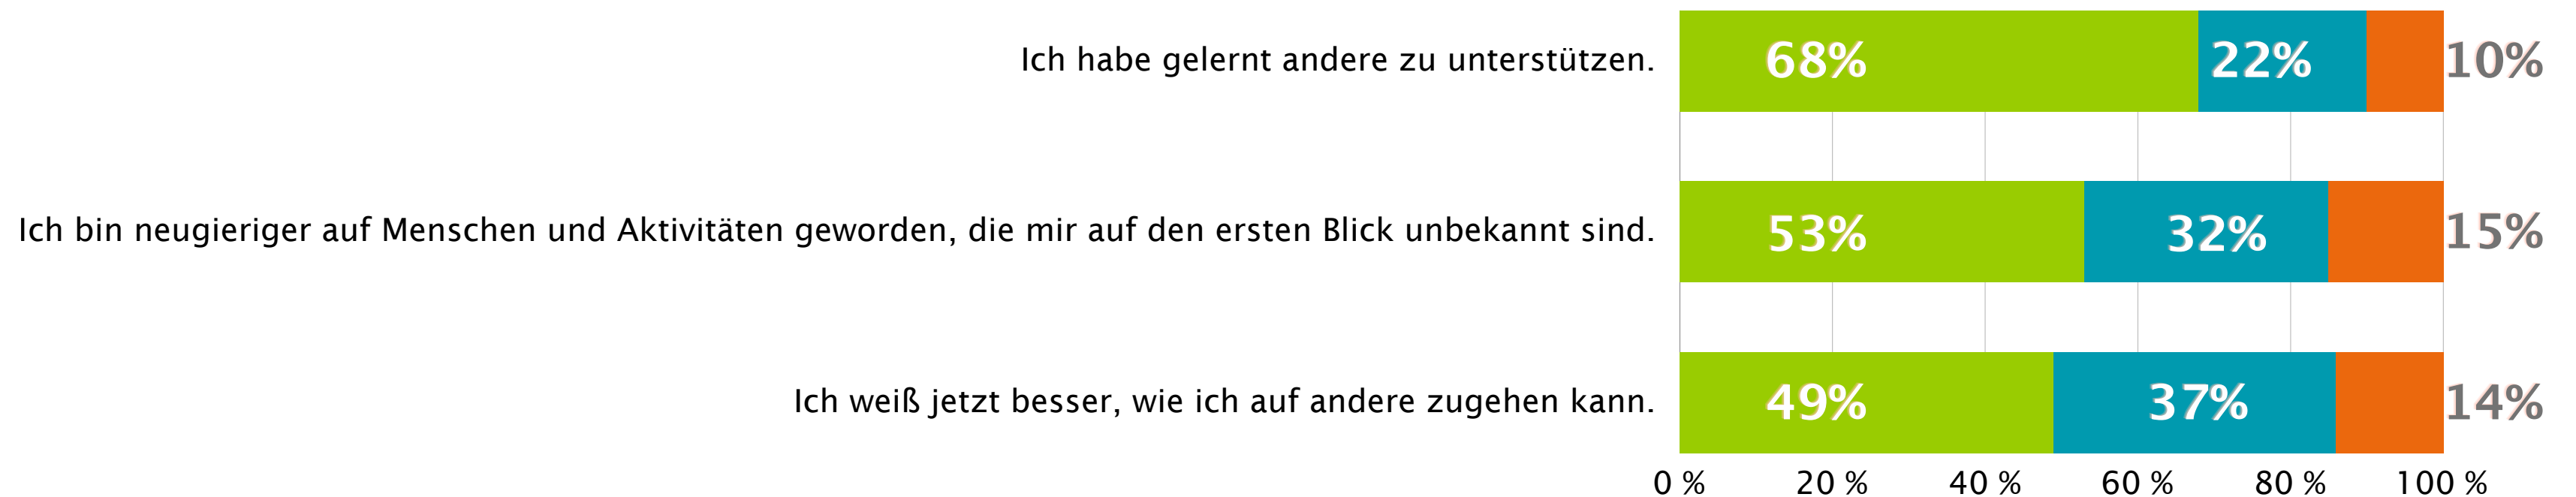 Ich habe gelernt andere zu unterstützen. 68% 22% 10%
Ich bin neugieriger auf Menschen und Aktivitäten geworden, die mir auf den ersten Blick unbekannt sind. 53% 32% 15%
Ich weiß jetzt besser, wie ich auf andere zugehen kann. 49% 37% 14%
0 % 20 % 40 % 60 % 80 % 100 %